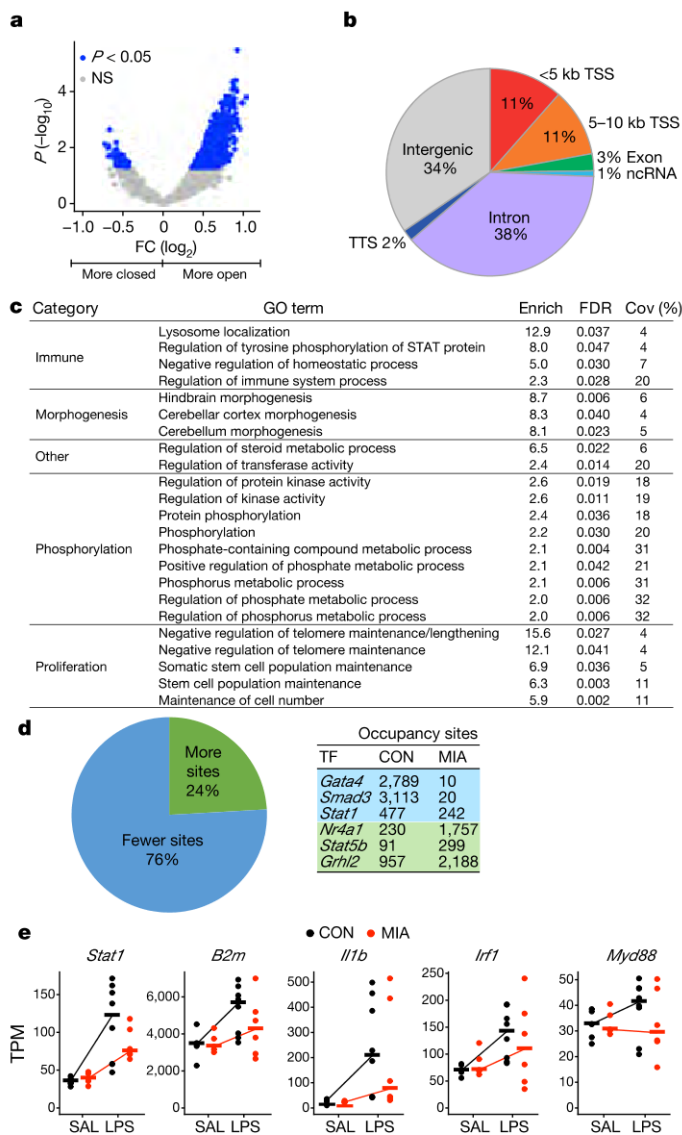 a
P < 0.05
NS
P (–log10)
4
2
0
–1.0 –0.5 0 0.5 1.0
FC (log2)
More closed More open
b
<5 kb TSS
11%
5–10 kb TSS
11%
3% Exon
1% ncRNA
Intron
38%
TTS 2%
Intergenic
34%
c Category GO term Enrich FDR Cov (%)
Immune
Lysosome localization 12.9 0.037 4
Regulation of tyrosine phosphorylation of STAT protein 8.0 0.047 4
Negative regulation of homeostatic process 5.0 0.030 7
Regulation of immune system process 2.3 0.028 20
Morphogenesis
Hindbrain morphogenesis 8.7 0.006 6
Cerebellar cortex morphogenesis 8.3 0.040 4
Cerebellum morphogenesis 8.1 0.023 5
Other
Regulation of steroid metabolic process 6.5 0.022 6
Regulation of transferase activity 2.4 0.014 20
Phosphorylation
Regulation of protein kinase activity 2.6 0.019 18
Regulation of kinase activity 2.6 0.011 19
Protein phosphorylation 2.4 0.036 18
Phosphorylation 2.2 0.030 20
Phosphate-containing compound metabolic process 2.1 0.004 31
Positive regulation of phosphate metabolic process 2.1 0.042 21
Phosphorus metabolic process 2.1 0.006 31
Regulation of phosphate metabolic process 2.0 0.006 32
Regulation of phosphorus metabolic process 2.0 0.006 32
Proliferation
Negative regulation of telomere maintenance/lengthening 15.6 0.027 4
Negative regulation of telomere maintenance 12.1 0.041 4
Somatic stem cell population maintenance 6.9 0.036 5
Stem cell population maintenance 6.3 0.003 11
Maintenance of cell number 5.9 0.002 11
d
More
sites
24%
Fewer sites
76%
Occupancy sites
TF CON MIA
Gata4 2,789 10
Smad3 3,113 20
Stat1 477 242
Nr4a1 230 1,757
Stat5b 91 299
Grhl2 957 2,188
e
CON MIA
TPM
Stat1
150
100
50
0
SAL LPS
B2m
6,000
4,000
2,000
SAL LPS
Il1b
500
400
300
200
100
0
SAL LPS
Irf1
250
200
150
100
50
0
SAL LPS
Myd88
50
40
30
20
10
0
SAL LPS